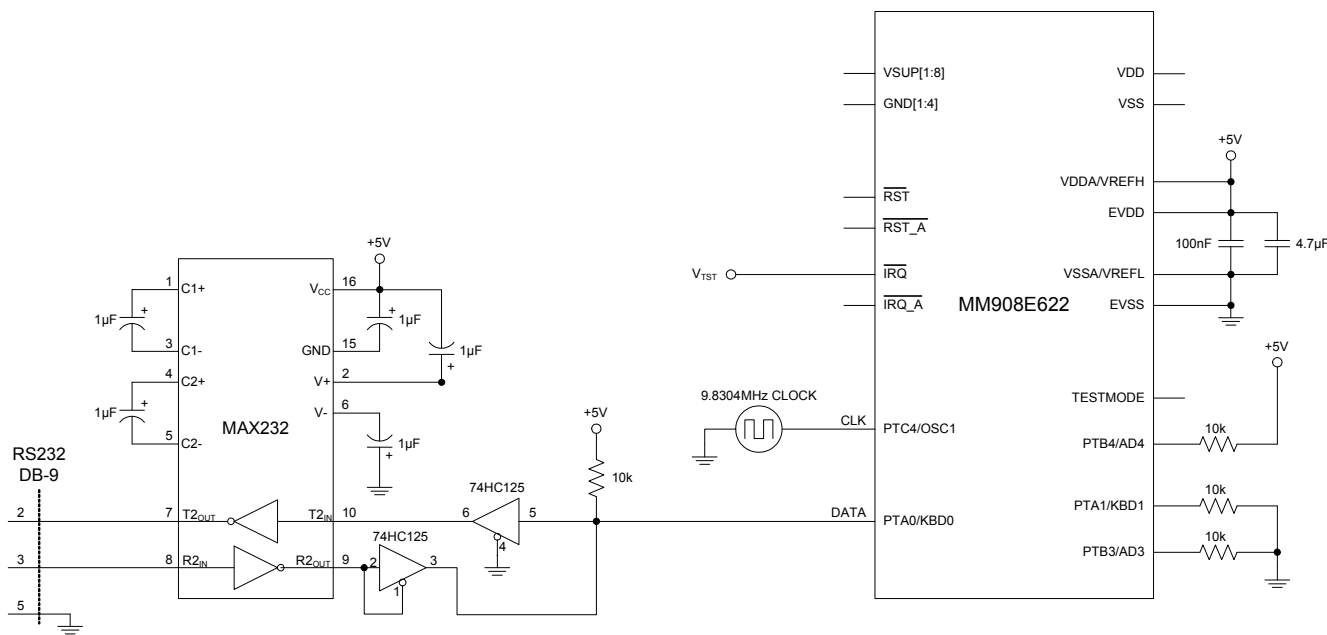 VSUP[1:8]
VDD
GND[1:4]
VSS
+5V
VDDA/VREFH
RST
EVDD
RST_A
100nF
4.7µF
+5V
VTST
IRQ
VSSA/VREFL
MM908E622
1
C1+
VCC
16
IRQ_A
EVSS
1µF
+
+
1µF
+5V
3
C1-
GND
15
1µF
+
4
C2+
V+
2
9.8304MHz CLOCK
TESTMODE
1µF
+
V-
6
+5V
MAX232
CLK
PTC4/OSC1
10k
5
C2-
1µF
+
PTB4/AD4
RS232
DB-9
10k
74HC125
10k
2
7
T2OUT
T2IN
10
6
5
DATA
PTA0/KBD0
PTA1/KBD1
4
74HC125
10k
3
8
R2IN
R2OUT
9
2
3
PTB3/AD3
1
5